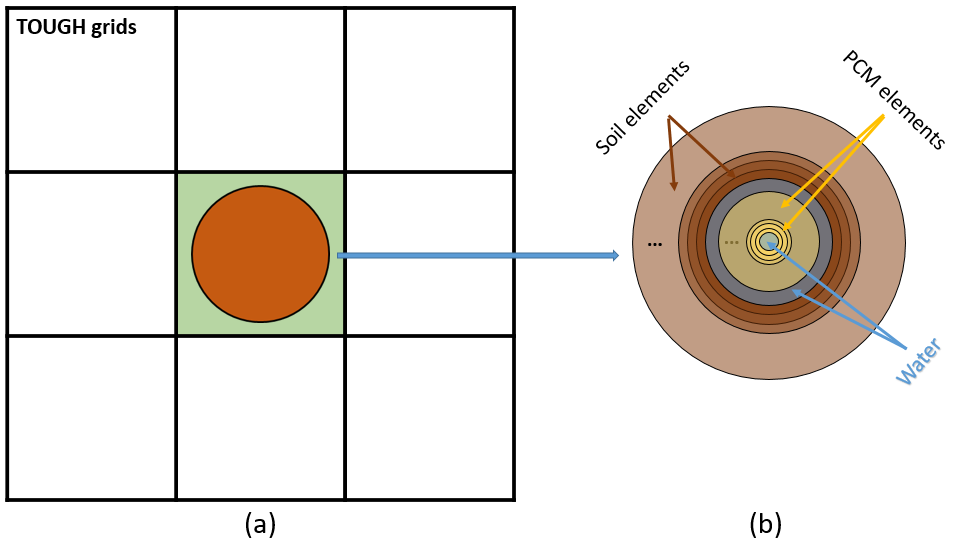 TOUGH grids
Soil elements
PCM elements
...
...
Water
(a)
(b)